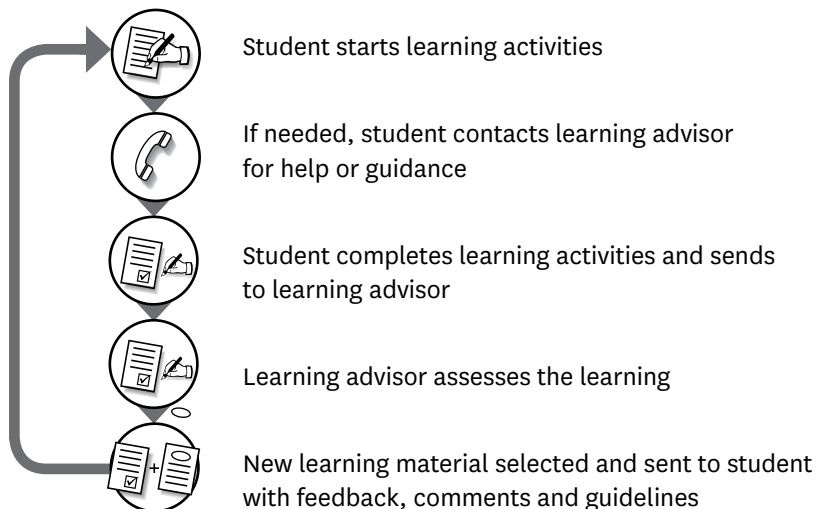 Student starts learning activities
If needed, student contacts learning advisor
for help or guidance
Student completes learning activities and sends
to learning advisor
Learning advisor assesses the learning
New learning material selected and sent to student
with feedback, comments and guidelines